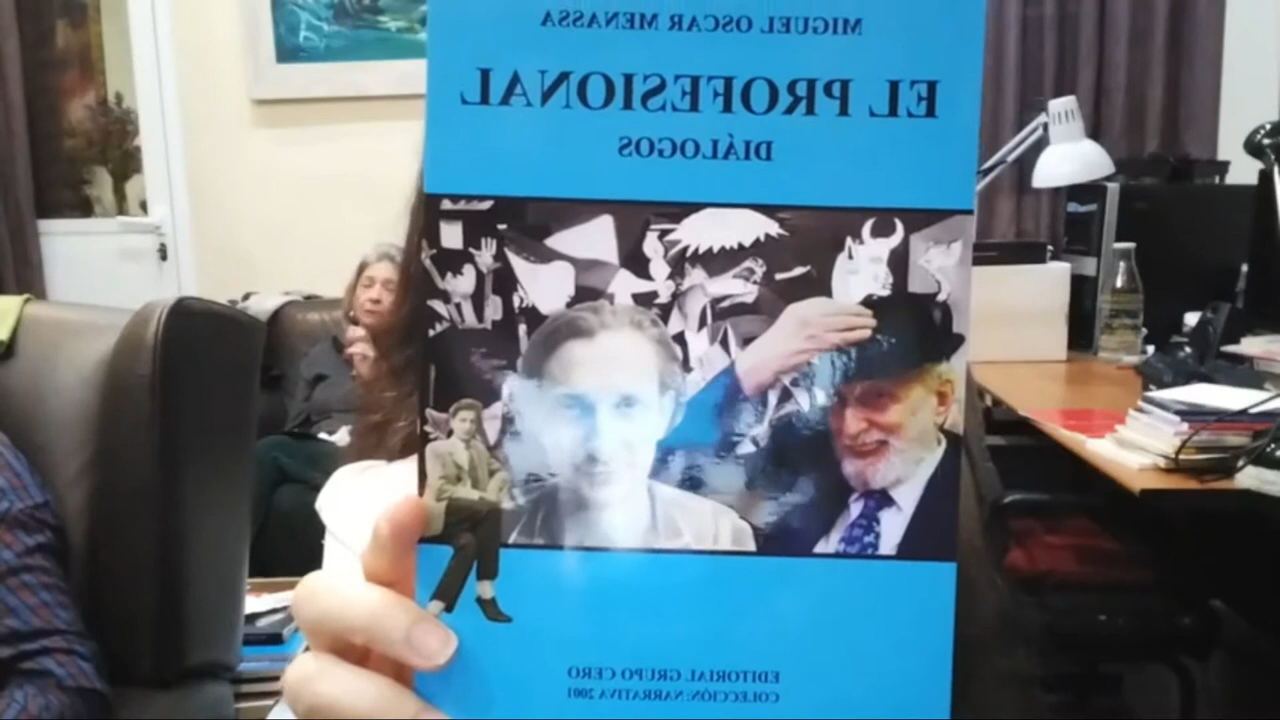 MIGUEL OSCAR MENASSA
EL PROFESIONAL
DIÁLOGOS
EDITORIAL GRUPO CERO
COLECCIÓN: NARRATIVA 2001